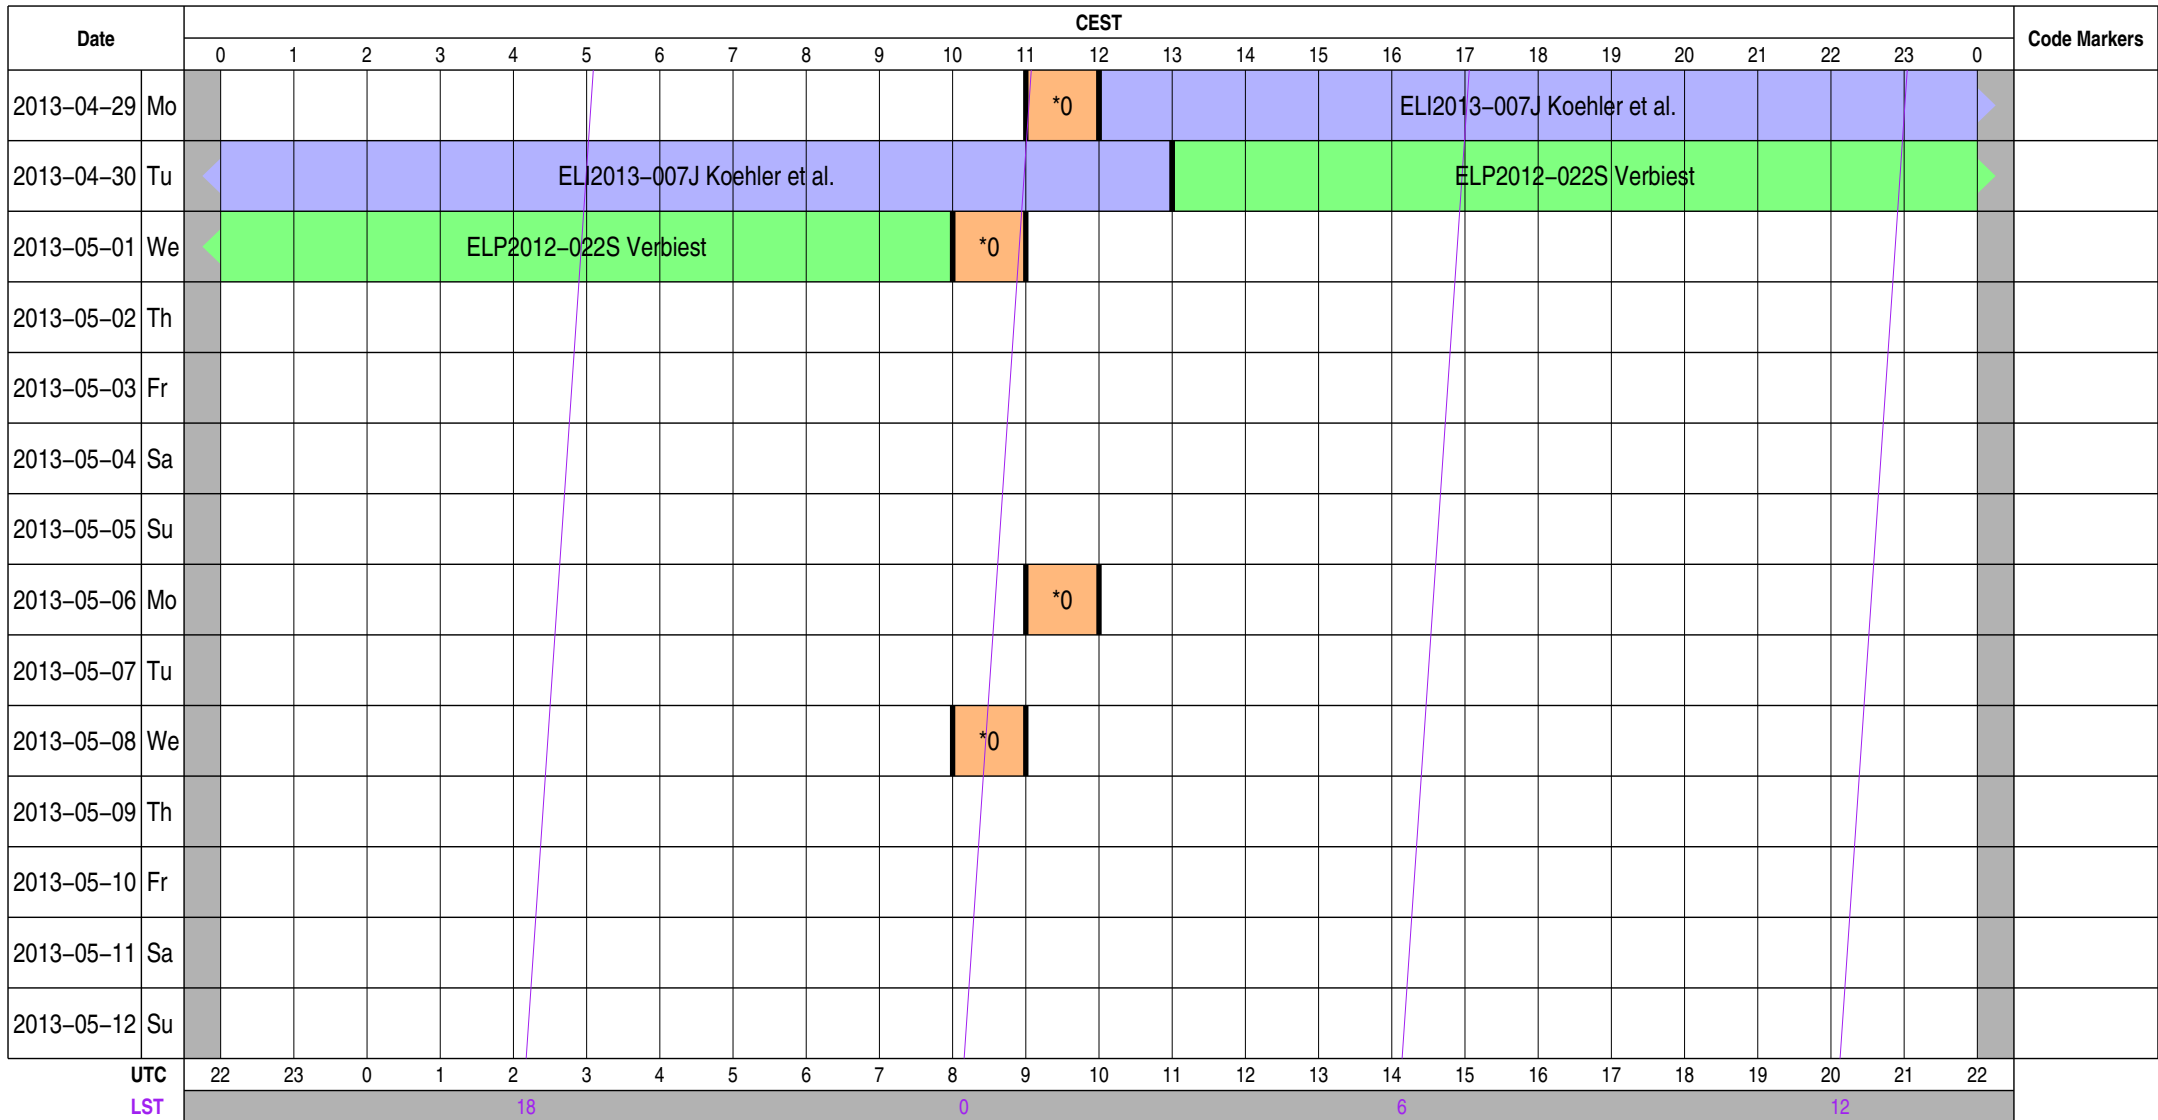 Date CEST Code Markers
0 1 2 3 4 5 6 7 8 9 10 11 12 13 14 15 16 17 18 19 20 21 22 23 0
2013−04−29 Mo *0 ELI2013−007J Koehler et al.
2013−04−30 Tu ELI2013−007J Koehler et al. ELP2012−022S Verbiest
2013−05−01 We ELP2012−022S Verbiest *0
2013−05−02 Th
2013−05−03 Fr
2013−05−04 Sa
2013−05−05 Su
2013−05−06 Mo *0
2013−05−07 Tu
2013−05−08 We *0
2013−05−09 Th
2013−05−10 Fr
2013−05−11 Sa
2013−05−12 Su
UTC 22 23 0 1 2 3 4 5 6 7 8 9 10 11 12 13 14 15 16 17 18 19 20 21 22
LST 18 0 6 12